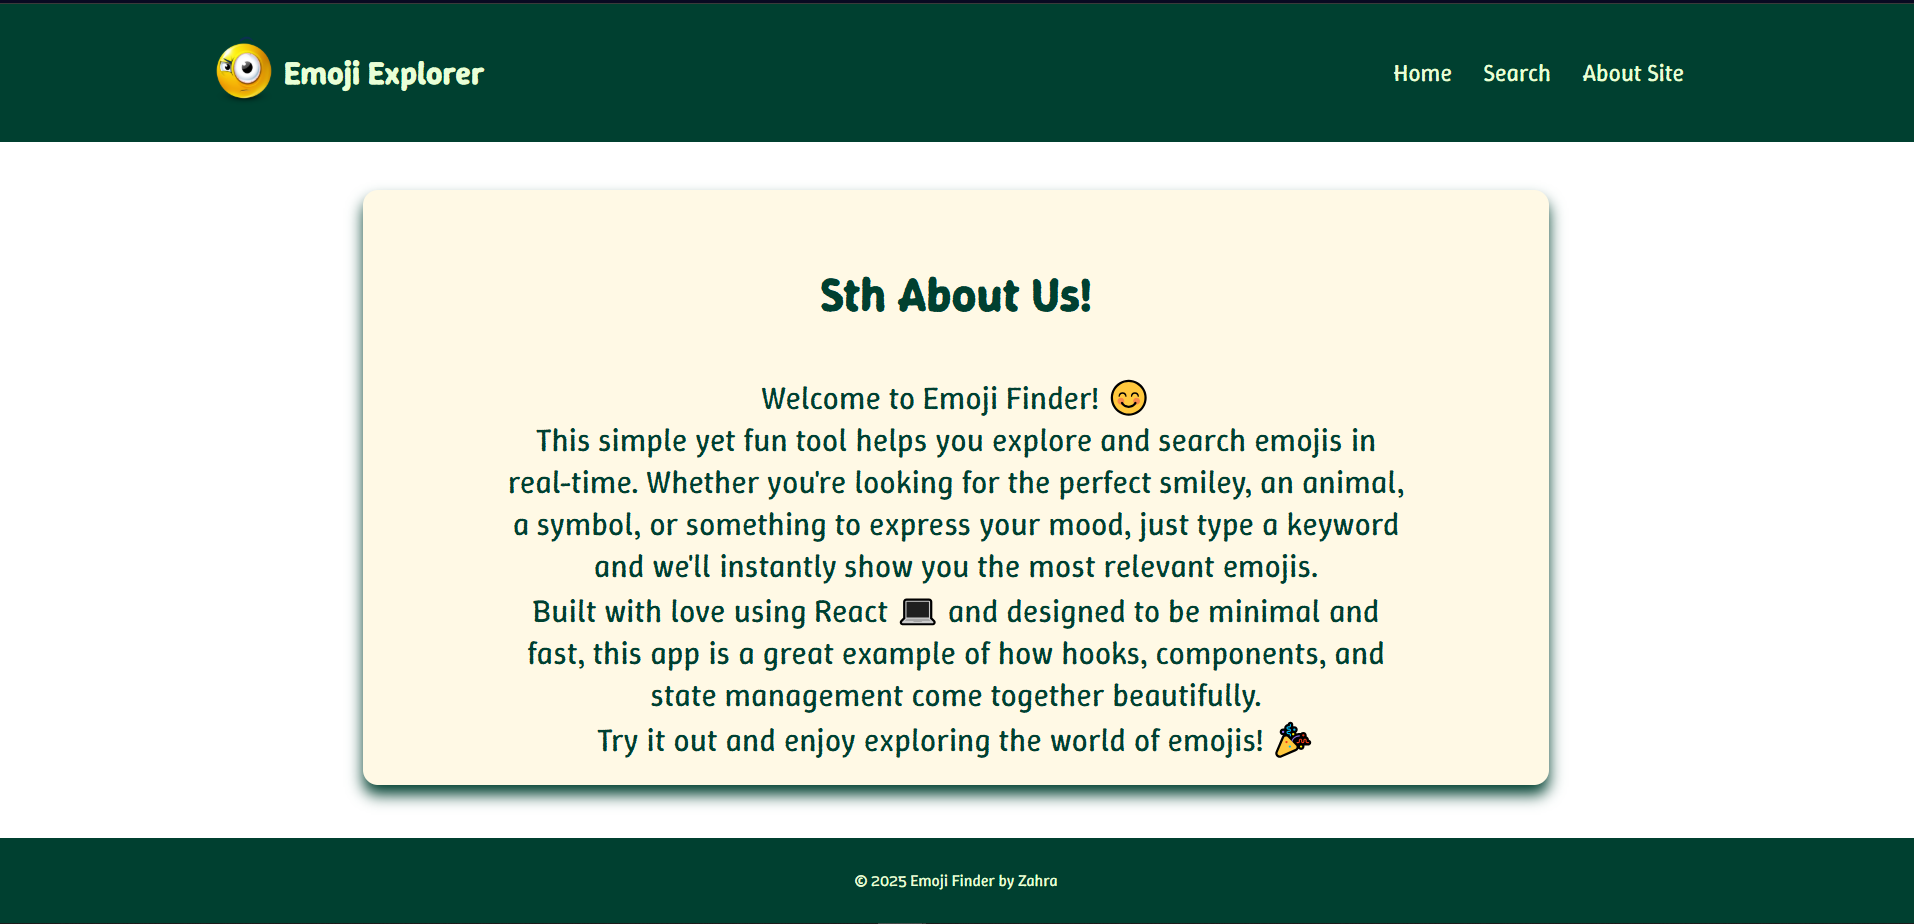 Emoji Explorer
Home
Search
About Site
Sth About Us!
Welcome to Emoji Finder! 😊
This simple yet fun tool helps you explore and search emojis in
real-time. Whether you're looking for the perfect smiley, an animal,
a symbol, or something to express your mood, just type a keyword
and we'll instantly show you the most relevant emojis.
Built with love using React 💻 and designed to be minimal and
fast, this app is a great example of how hooks, components, and
state management come together beautifully.
Try it out and enjoy exploring the world of emojis! 🎉
© 2025 Emoji Finder by Zahra